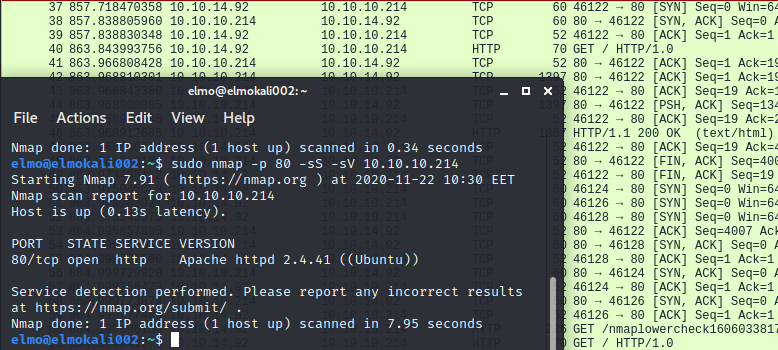 37 857.718470358 10.10.14.92 10.10.10.214 TCP 60 46122 → 80 [SYN] Seq=0 Win=64
38 857.838805960 10.10.10.214 10.10.14.92 TCP 60 80 → 46122 [SYN, ACK] Seq=0
39 857.838830348 10.10.14.92 10.10.10.214 TCP 52 46122 → 80 [ACK] Seq=1 Ack=1
40 863.843993756 10.10.14.92 10.10.10.214 HTTP 70 GET / HTTP/1.0
41 863.966808428 10.10.10.214 10.10.14.92 TCP 52 80 → 46122 [ACK] Seq=1 Ack=19
80 → 46122 [ACK] Seq=1 Ack=19
46122 → 80 [ACK] Seq=19 Ack=1
80 → 46122 [PSH, ACK] Seq=134
46122 → 80 [ACK] Seq=19 Ack=2
HTTP/1.1 200 OK (text/html)
46122 → 80 [ACK] Seq=19 Ack=4
80 → 46122 [FIN, ACK] Seq=400
46122 → 80 [FIN, ACK] Seq=19
46124 → 80 [SYN] Seq=0 Win=64
46126 → 80 [SYN] Seq=0 Win=64
46128 → 80 [SYN] Seq=0 Win=64
80 → 46122 [ACK] Seq=4007 Ack
80 → 46128 [SYN, ACK] Seq=0 A
46128 → 80 [ACK] Seq=1 Ack=1
80 → 46124 [SYN, ACK] Seq=0 A
46124 → 80 [ACK] Seq=1 Ack=1
80 → 46126 [SYN, ACK] Seq=0 A
46126 → 80 [ACK] Seq=1 Ack=1
GET /nmaplowercheck1606033817
GET / HTTP/1.0
elmo@elmokali002: ~
File Actions Edit View Help
Nmap done: 1 IP address (1 host up) scanned in 0.34 seconds
elmo@elmokali002:~$ sudo nmap -p 80 -sS -sV 10.10.10.214
Starting Nmap 7.91 ( https://nmap.org ) at 2020-11-22 10:30 EET
Nmap scan report for 10.10.10.214
Host is up (0.13s latency).
PORT STATE SERVICE VERSION
80/tcp open http Apache httpd 2.4.41 ((Ubuntu))
Service detection performed. Please report any incorrect results
at https://nmap.org/submit/ .
Nmap done: 1 IP address (1 host up) scanned in 7.95 seconds
elmo@elmokali002:~$